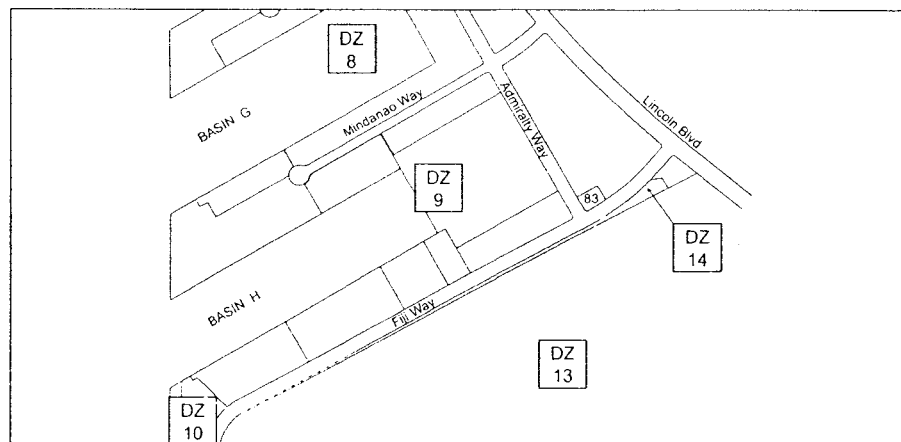 DZ
8
Lincoln Blvd
Mindanao Way
Admiralty Way
BASIN G
DZ
9
83
DZ
14
BASIN H
Fiji Way
DZ
13
DZ
10